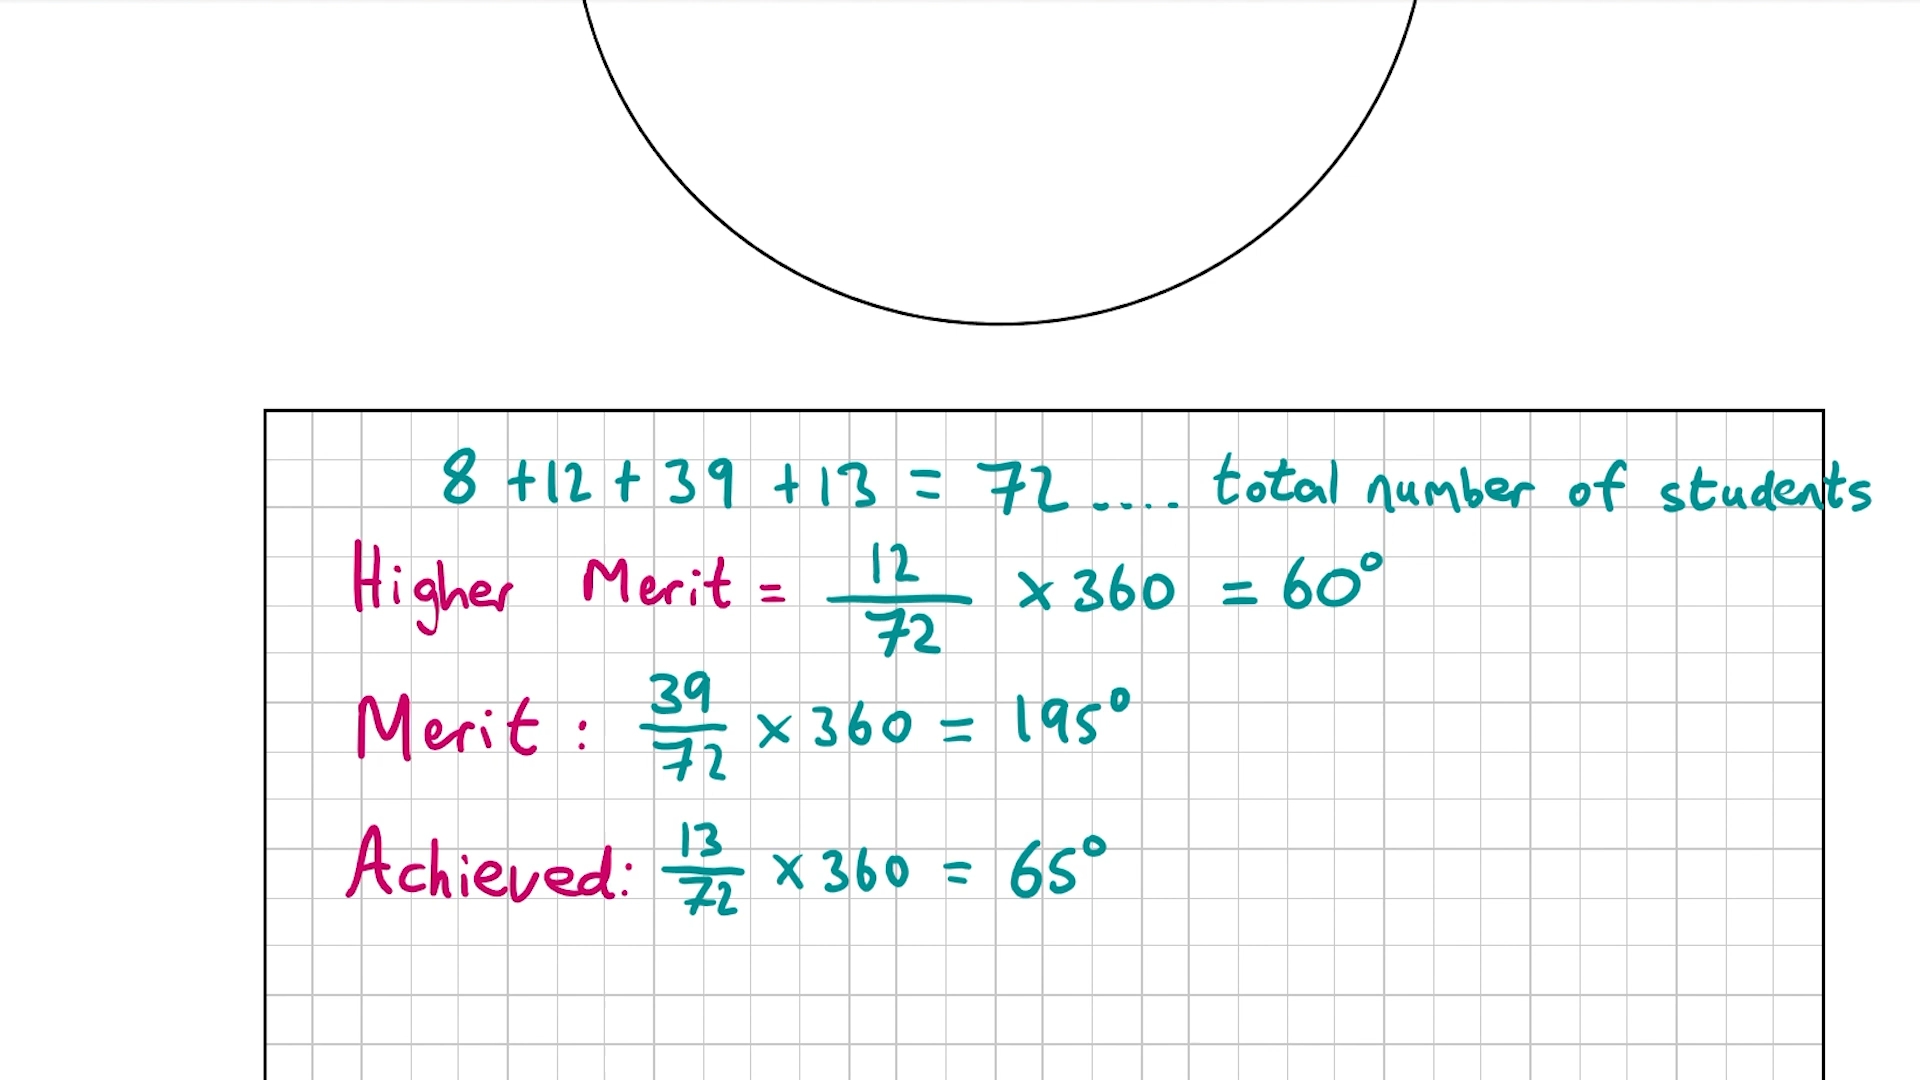 8 + 12 + 39 + 13 = 72 .... total number of students
Higher Merit = 12/72 × 360 = 60°
Merit : 39/72 × 360 = 195°
Achieved: 13/72 × 360 = 65°